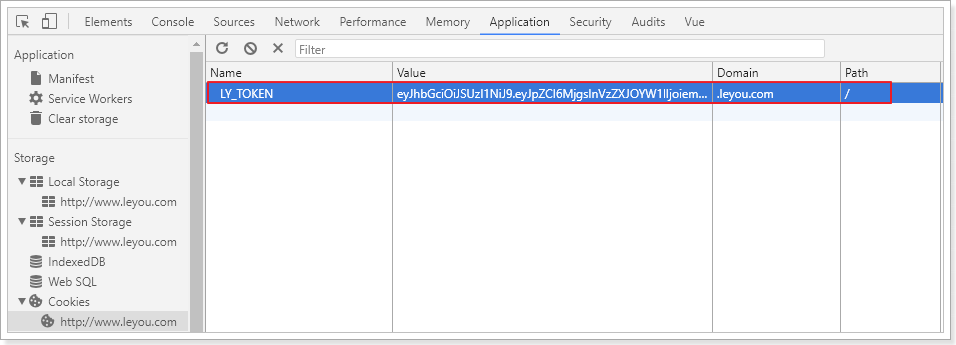 Elements Console Sources Network Performance Memory Application Security Audits Vue
Application
Manifest
Service Workers
Clear storage
Storage
Local Storage
http://www.leyou.com
Session Storage
http://www.leyou.com
IndexedDB
Web SQL
Cookies
http://www.leyou.com
Filter
Name Value Domain Path
LY_TOKEN eyJhbGciOiJSUzI1NiJ9.eyJpZCI6MjgsInVzZXJOYW1lIjoiem... .leyou.com /